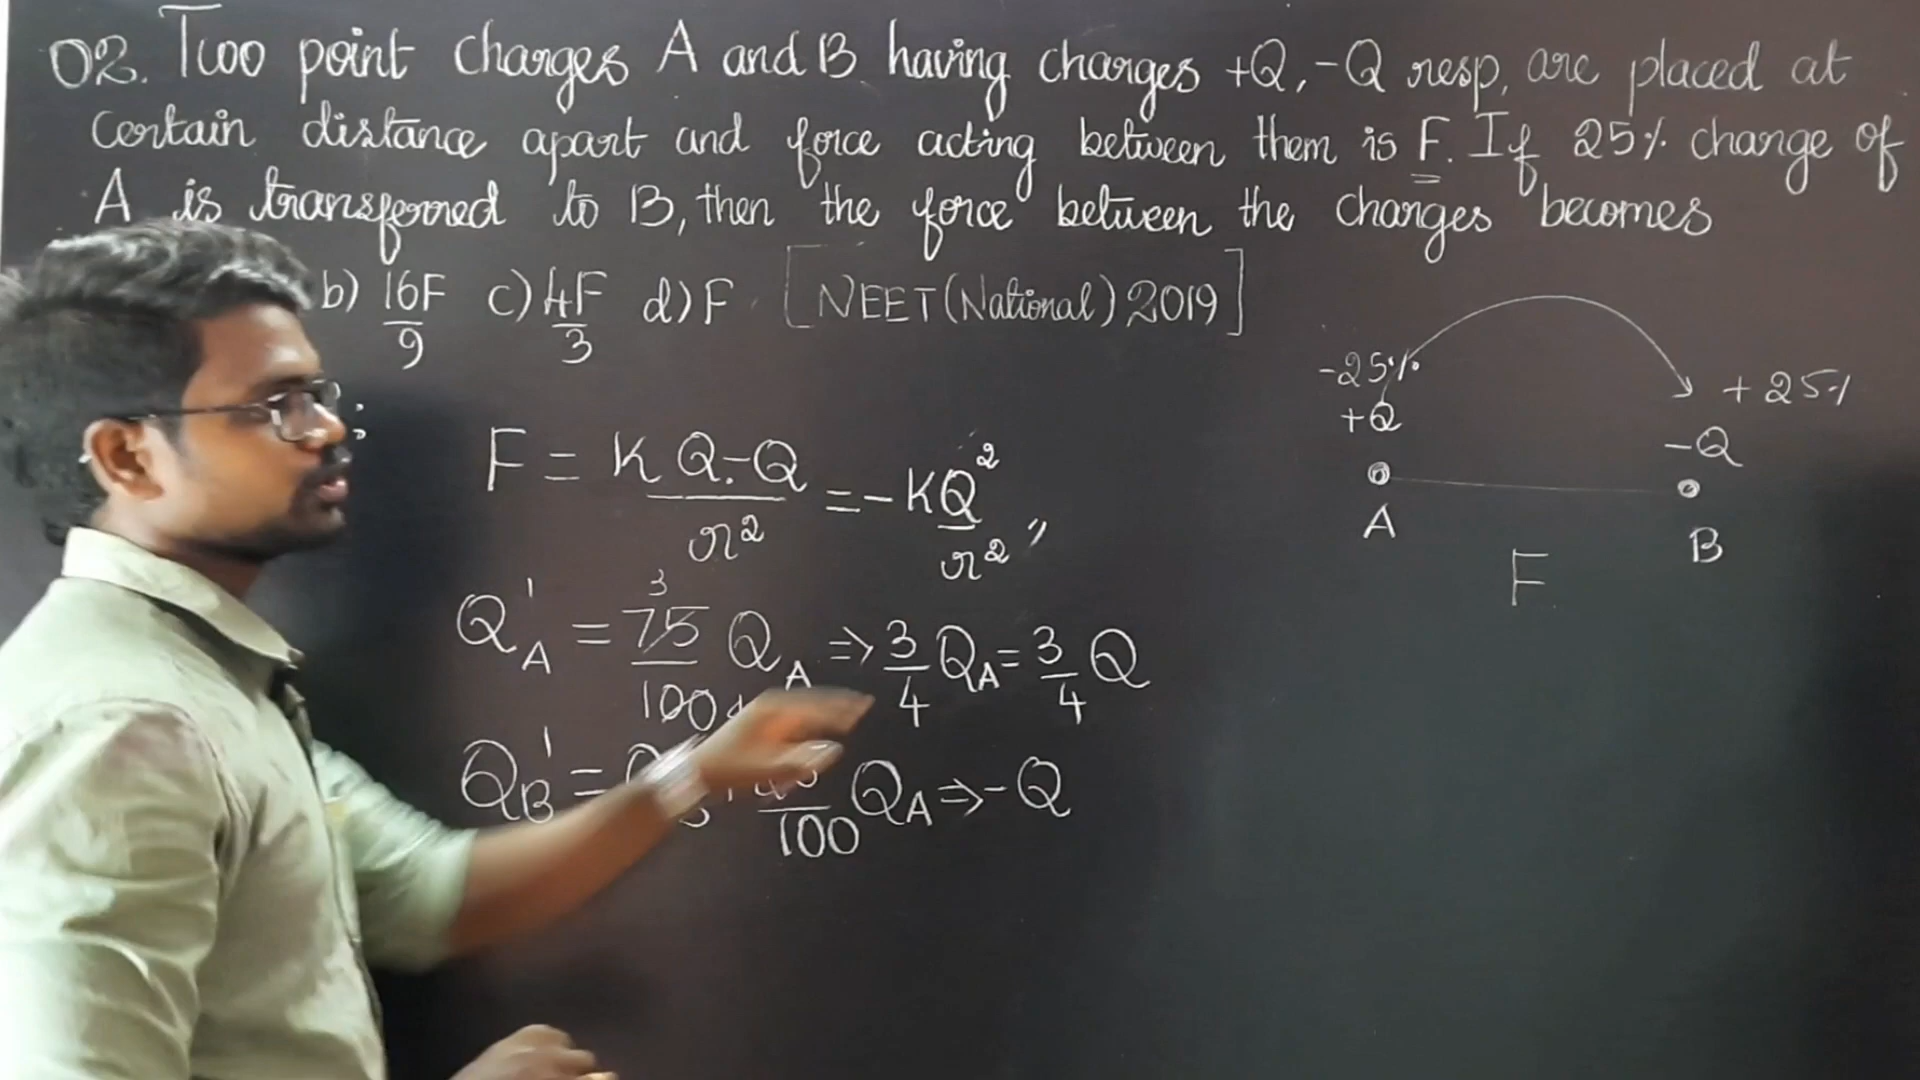 02. Two point charges A and B having charges +Q, -Q resp, are placed at
certain distance apart and force acting between them is F. If 25% charge of
A is transferred to B, then the force between the charges becomes
b) 16F/9 c) 4F/3 d) F [NEET (National) 2019]
-25%
+Q
+25%
-Q
A
B
F
F = K Q.-Q / r² = -KQ² / r² ,,
Q'A = 75/100 QA => 3/4 QA = 3/4 Q
3
Q'B = /100 QA => -Q